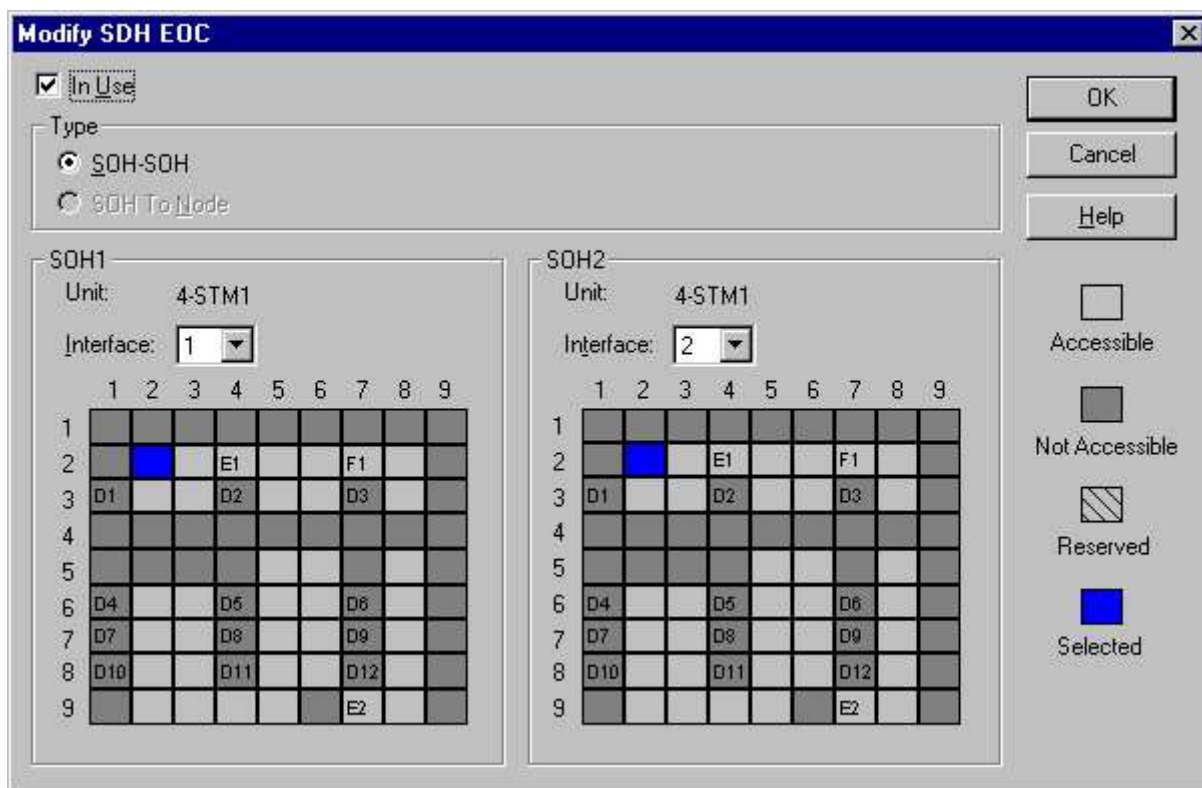 Modify SDH EOC
In Use
Type
SOH-SOH
SOH To Node
OK
Cancel
Help
SOH1
Unit: 4-STM1
Interface: 1
1 2 3 4 5 6 7 8 9
1
2 E1 F1
3 D1 D2 D3
4
5
6 D4 D5 D6
7 D7 D8 D9
8 D10 D11 D12
9 E2
SOH2
Unit: 4-STM1
Interface: 2
1 2 3 4 5 6 7 8 9
1
2 E1 F1
3 D1 D2 D3
4
5
6 D4 D5 D6
7 D7 D8 D9
8 D10 D11 D12
9 E2
Accessible
Not Accessible
Reserved
Selected